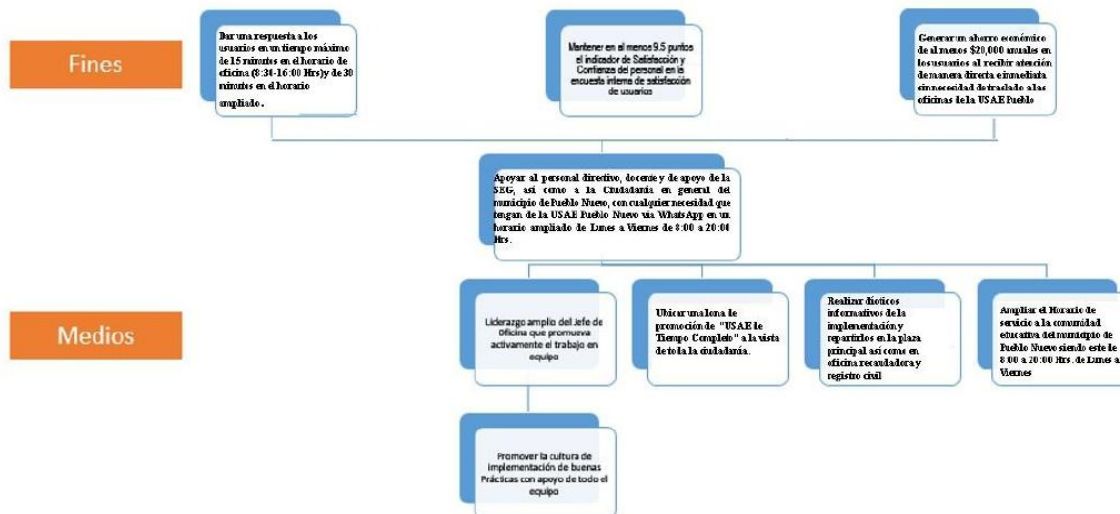 Fines
Dar una respuesta a los
usuarios en un tiempo máximo
de 15 minutos en el horario de
oficina (8:30-16:00 Hrs)y de 30
minutos en el horario
ampliado.
Mantener en al menos 9.5 puntos
el indicador de Satisfacción y
Confianza del personal en la
encuesta interna de satisfacción
de usuarios
Generar un ahorro económico
de al menos $20,000 anuales en
los usuarios al recibir atención
de manera directa e inmediata
sin necesidad de traslado a las
oficinas de la USAE Pueblo
Apoyar al personal directivo, docente y de apoyo de la
SEG, así como a la Ciudadanía en general del
municipio de Pueblo Nuevo, con cualquier necesidad que
tengan de la USAE Pueblo Nuevo via WhatsApp en un
horario ampliado de Lunes a Viernes de 8:00 a 20:00
Hrs.
Medios
Liderazgo amplio del Jefe de
Oficina que promueva
activamente el trabajo en
equipo
Ubicar una lona de
promoción de "USAE de
Tiempo Completo" a la vista
de toda la ciudadanía.
Realizar dípticos
informativos de la
implementación y
repartirlos en la plaza
principal así como en
oficina recaudadora y
registro civil
Ampliar el Horario de
servicio a la comunidad
educativa del municipio de
Pueblo Nuevo siendo este de
8:00 a 20:00 Hrs. de Lunes a
Viernes
Promover la cultura de
implementación de buenas
Prácticas con apoyo de todo el
equipo